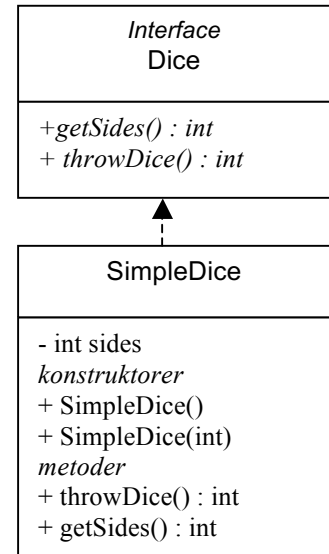 Interface
Dice
+getSides() : int
+ throwDice() : int
SimpleDice
- int sides
konstruktorer
+ SimpleDice()
+ SimpleDice(int)
metoder
+ throwDice() : int
+ getSides() : int